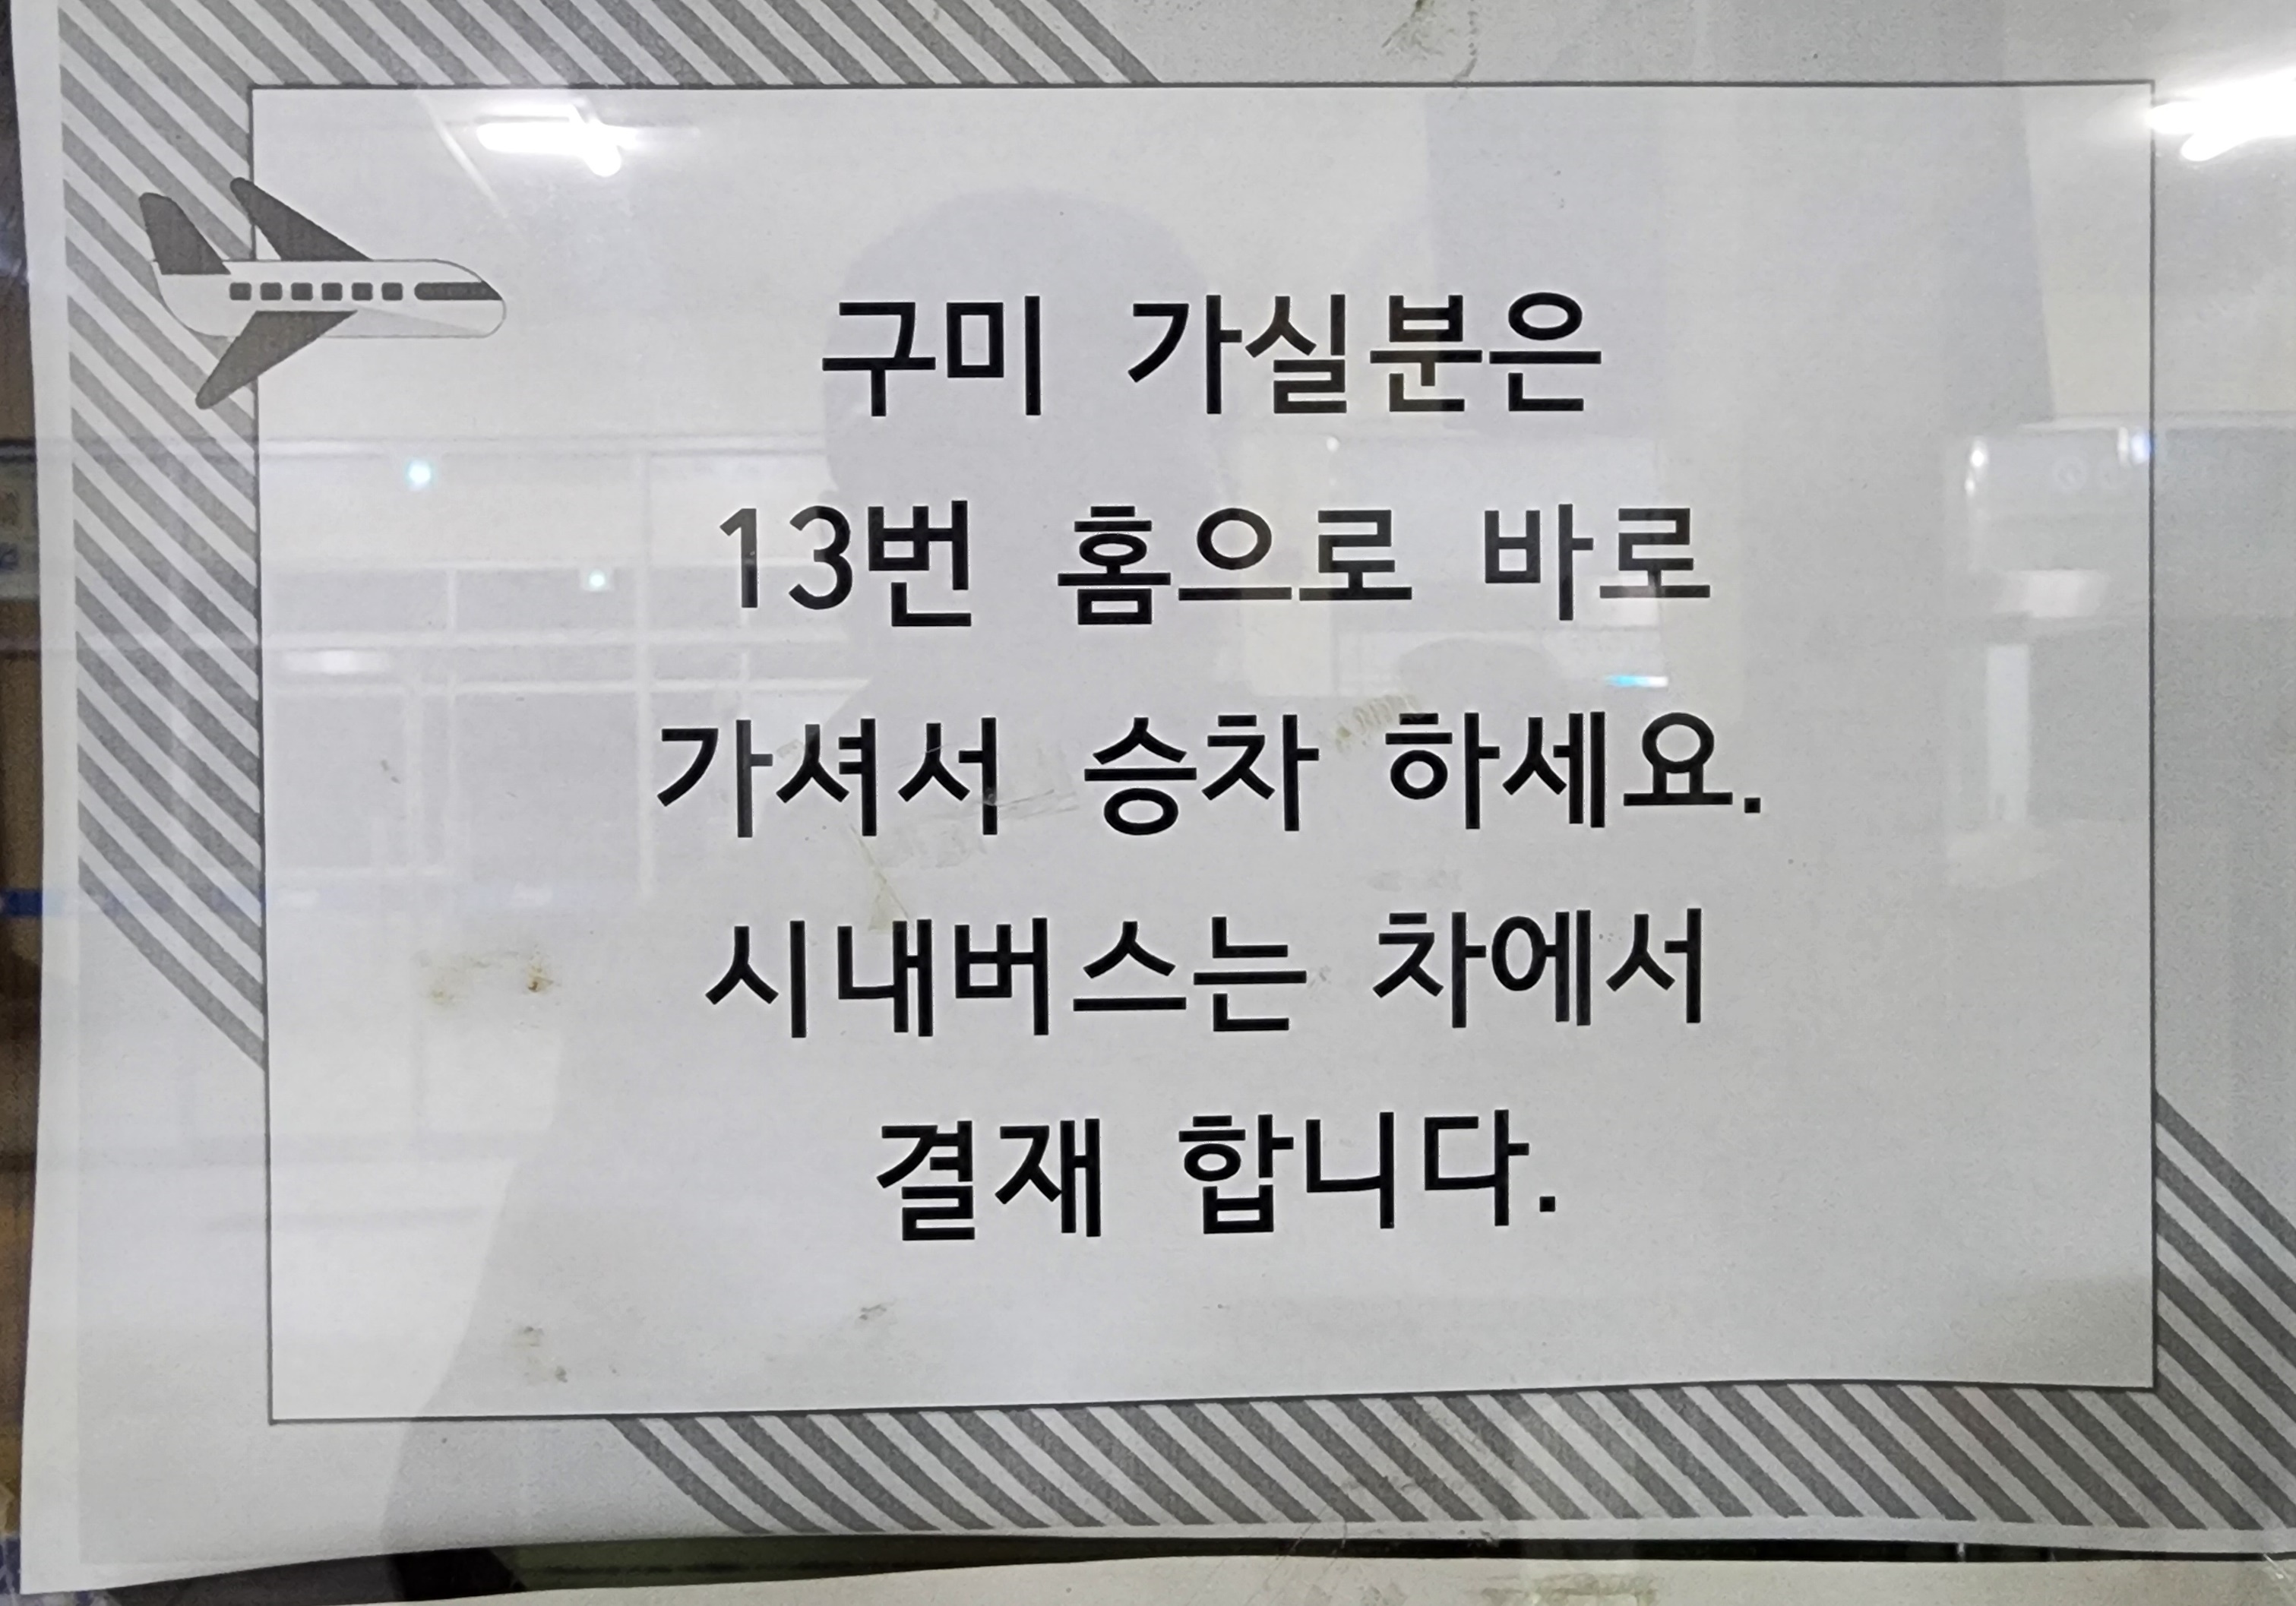 구미 가실분은
13번 홈으로 바로
가셔서 승차 하세요.
시내버스는 차에서
결재 합니다.